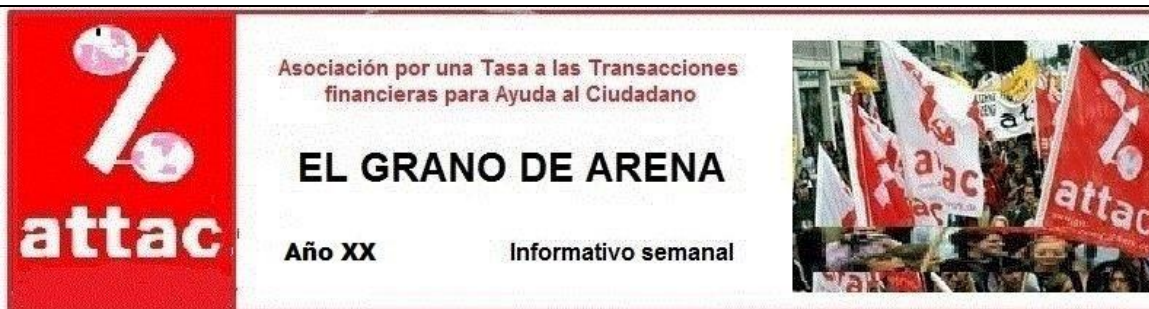 attac
Asociación por una Tasa a las Transacciones
financieras para Ayuda al Ciudadano
EL GRANO DE ARENA
Año XX
Informativo semanal
attac
attac